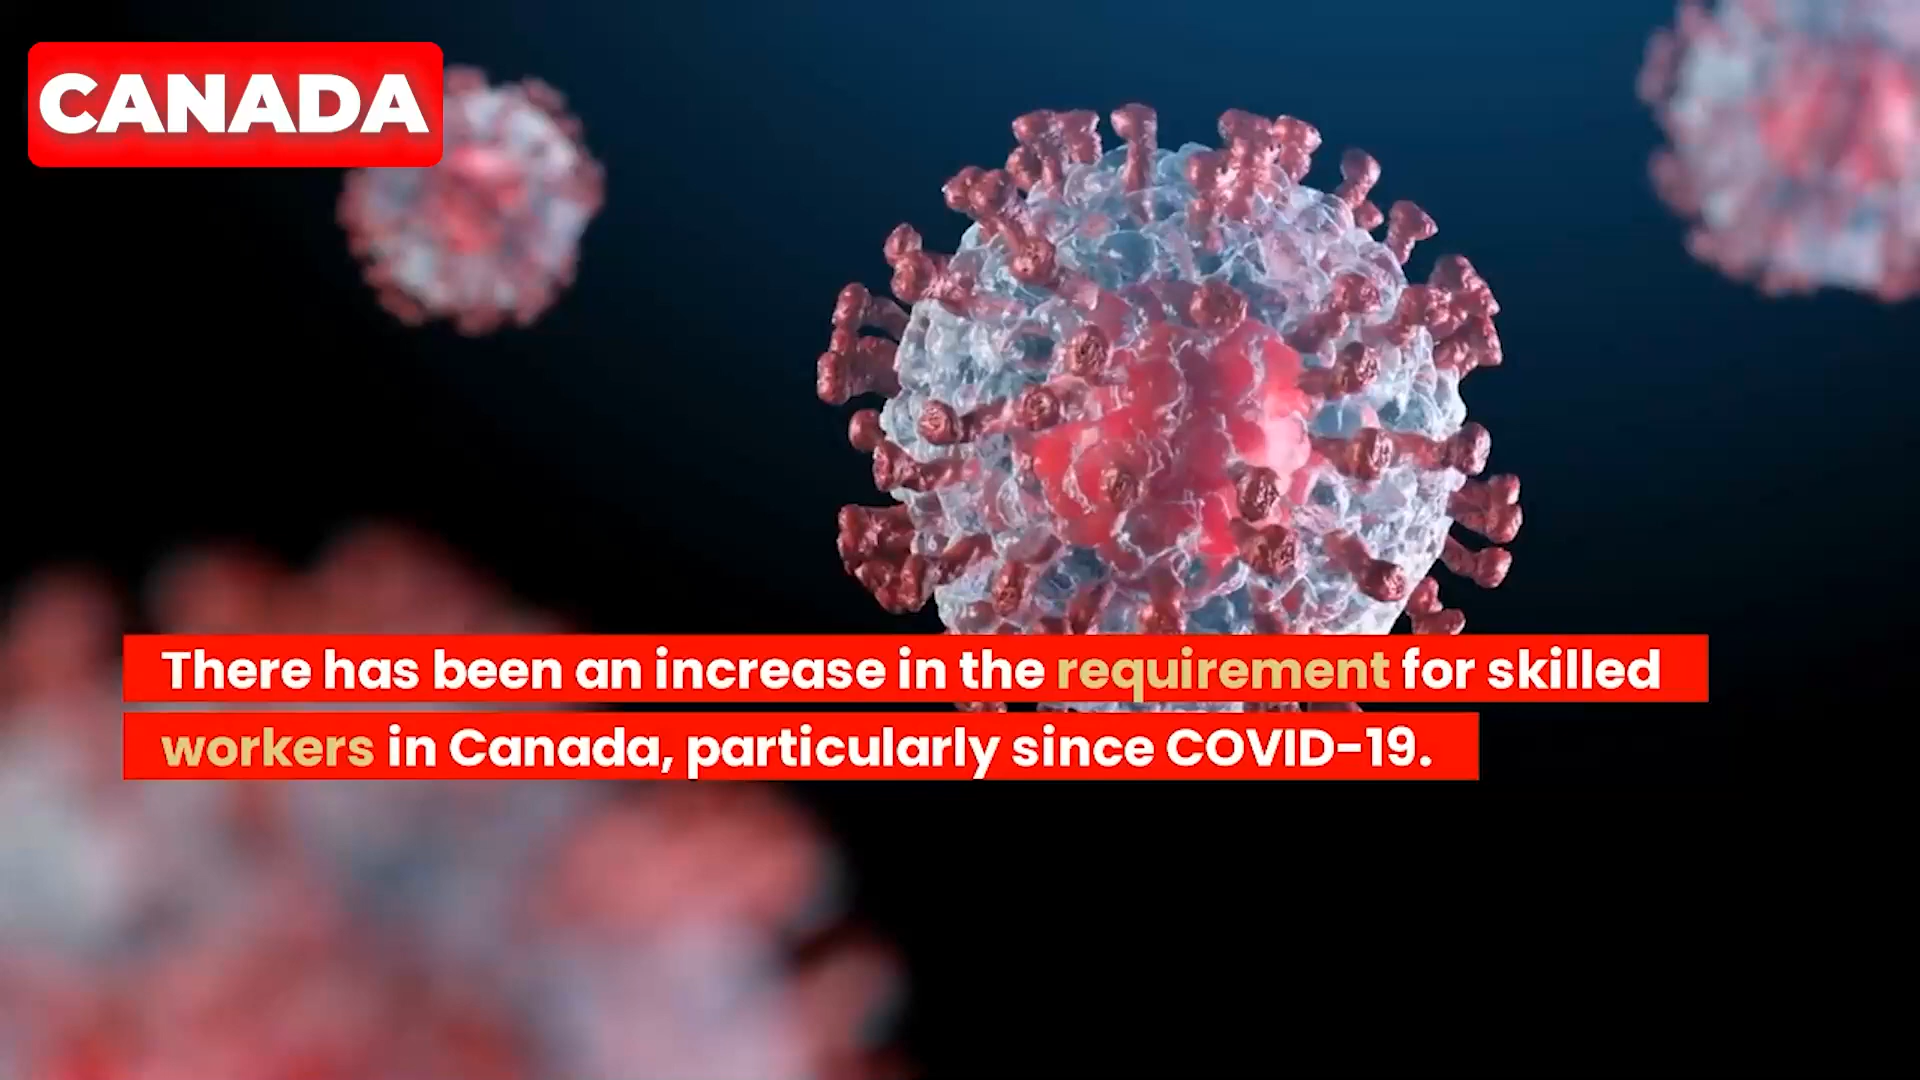 CANADA
There has been an increase in the requirement for skilled
workers in Canada, particularly since COVID-19.